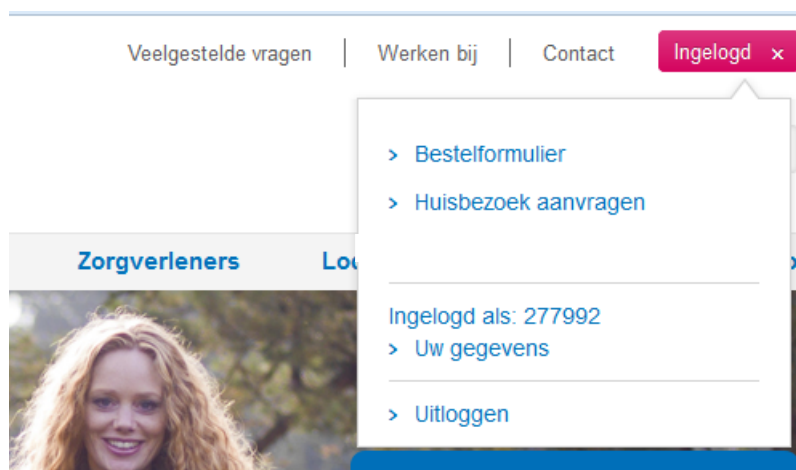 Veelgestelde vragen | Werken bij | Contact Ingelogd ×
> Bestelformulier
> Huisbezoek aanvragen
Zorgverleners
Ingelogd als: 277992
> Uw gegevens
> Uitloggen